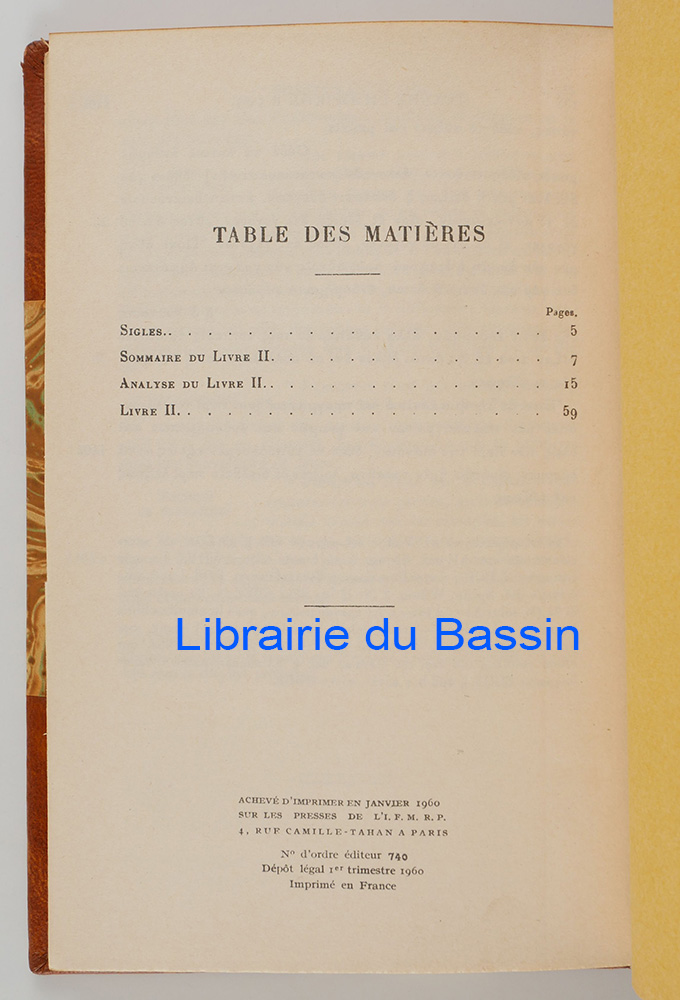 TABLE DES MATIÈRES
Pages.
SIGLES. . . . . . . . . . . . . . . . . . . . 5
SOMMAIRE DU LIVRE II. . . . . . . . . . . . . . . 7
ANALYSE DU LIVRE II. . . . . . . . . . . . . . . 15
LIVRE II. . . . . . . . . . . . . . . . 59
Librairie du Bassin
ACHEVÉ D'IMPRIMER EN JANVIER 1960
SUR LES PRESSES DE L'I. F. M. R. P.
4, RUE CAMILLE-TAHAN A PARIS
Nº d'ordre éditeur 740
Dépôt légal 1er trimestre 1960
Imprimé en France